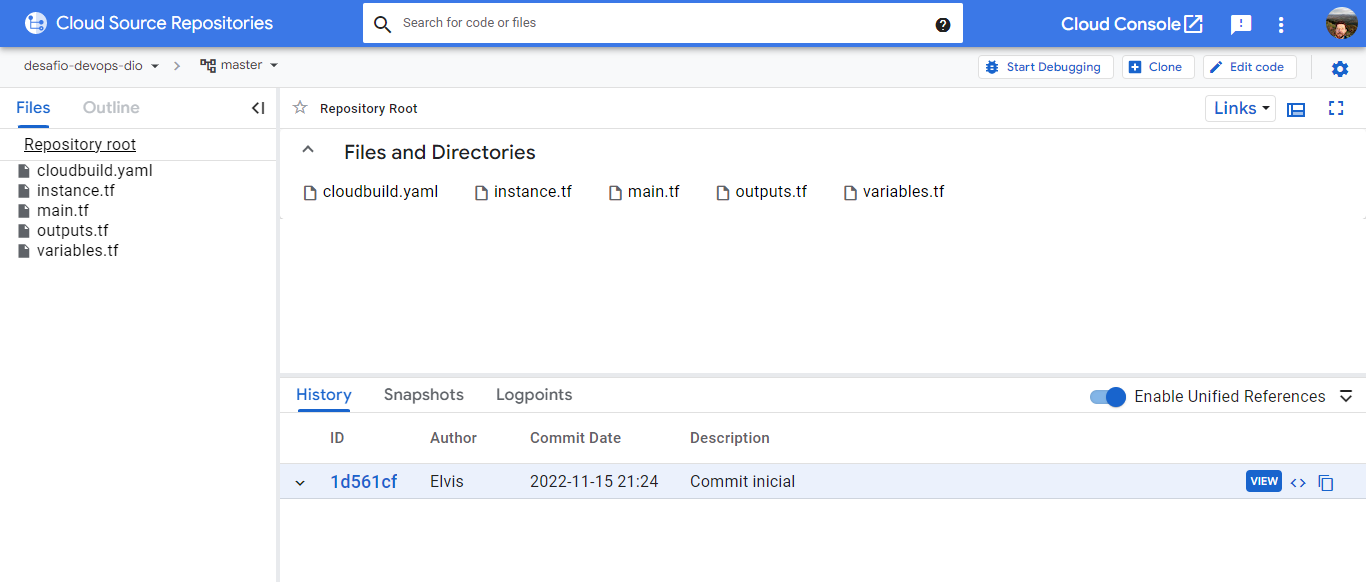 Cloud Source Repositories
Search for code or files
Cloud Console
desafio-devops-dio
master
Start Debugging
Clone
Edit code
Files
Outline
Repository root
cloudbuild.yaml
instance.tf
main.tf
outputs.tf
variables.tf
Repository Root
Links
Files and Directories
cloudbuild.yaml instance.tf main.tf outputs.tf variables.tf
History Snapshots Logpoints
Enable Unified References
ID Author Commit Date Description
1d561cf Elvis 2022-11-15 21:24 Commit inicial VIEW